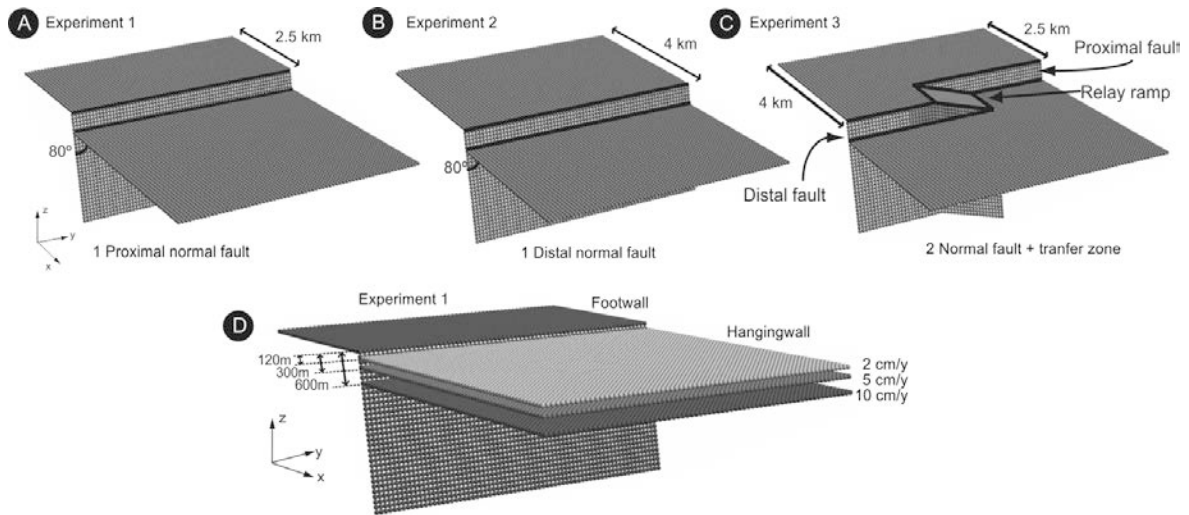 A Experiment 1
2.5 km
80º
z
y
x
1 Proximal normal fault
B Experiment 2
4 km
80º
1 Distal normal fault
C Experiment 3
2.5 km
Proximal fault
Relay ramp
4 km
Distal fault
2 Normal fault + tranfer zone
D
Experiment 1
Footwall
Hangingwall
120m
300m
600m
2 cm/y
5 cm/y
10 cm/y
z
y
x